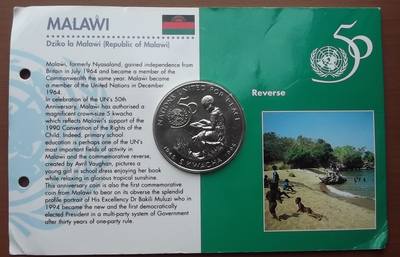 MALAWI
Dziko la Malawi (Republic of Malawi)
Malawi, formerly Nyasaland, gained independence from
Britain in July 1964 and became a member of the
Commonwealth the same year. Malawi became
a member of the United Nations in December
1964.
In celebration of the UN's 50th
Anniversary, Malawi has authorised a
magnificent crown-size 5 kwacha
which reflects Malawi's support of the
1990 Convention of the Rights of the
Child. Indeed, primary school
education is perhaps one of the UN's
most important fields of activity in
Malawi and the commemorative reverse,
created by Avril Vaughan, pictures a
young girl in school dress enjoying her book
while relaxing in glorious tropical sunshine.
This anniversary coin is also the first commemorative
coin from Malawi to bear on its obverse the splendid
profile portrait of His Excellency Dr Bakili Muluzi who in
1994 became the new and the first democratically
elected President in a multi-party system of Government
after thirty years of one-party rule.
NATIONS UNITED FOR PEACE
50
1945 5 KWACHA 1995
50
Reverse